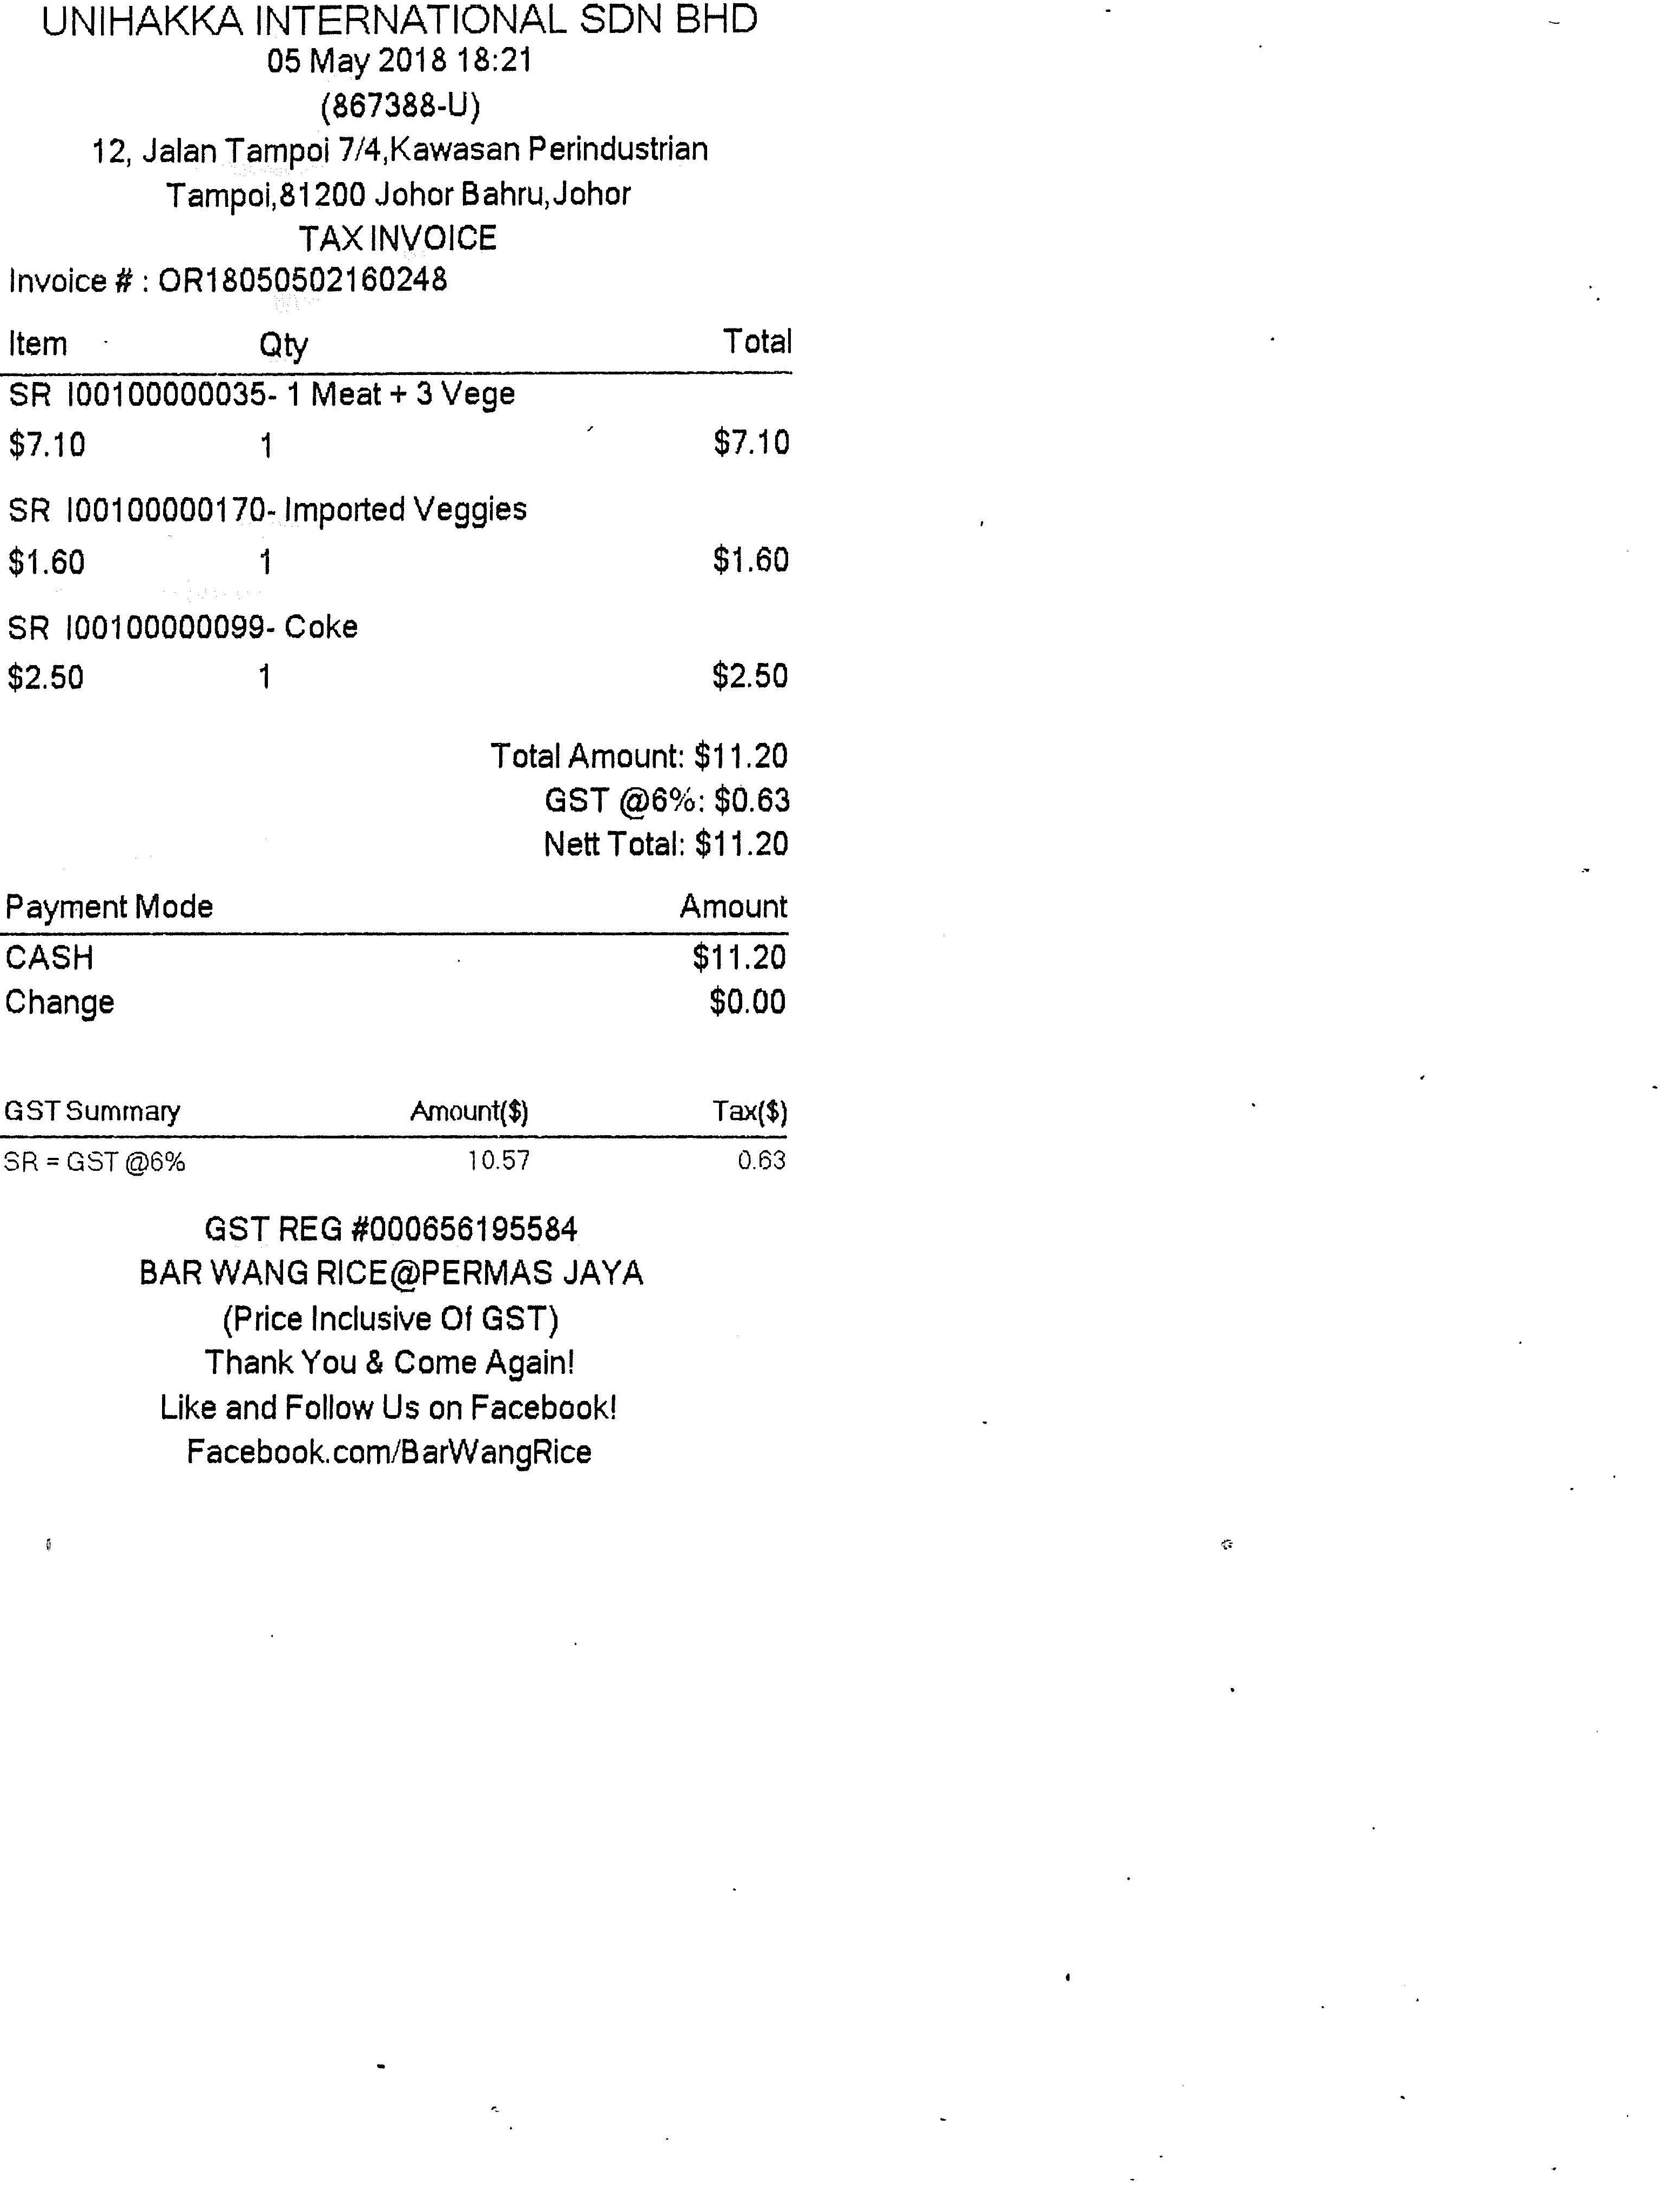 UNIHAKKA INTERNATIONAL SDN BHD
05 May 2018 18:21
(867388-U)
12, Jalan Tampoi 7/4,Kawasan Perindustrian
Tampoi,81200 Johor Bahru,Johor
TAX INVOICE
Invoice # : OR18050502160248
Item Qty Total
SR I00100000035- 1 Meat + 3 Vege
$7.10 1 $7.10
SR I00100000170- Imported Veggies
$1.60 1 $1.60
SR I00100000099- Coke
$2.50 1 $2.50
Total Amount: $11.20
GST @6%: $0.63
Nett Total: $11.20
Payment Mode Amount
CASH $11.20
Change $0.00
GST Summary Amount($) Tax($)
SR = GST @6% 10.57 0.63
GST REG #000656195584
BAR WANG RICE@PERMAS JAYA
(Price Inclusive Of GST)
Thank You & Come Again!
Like and Follow Us on Facebook!
Facebook.com/BarWangRice